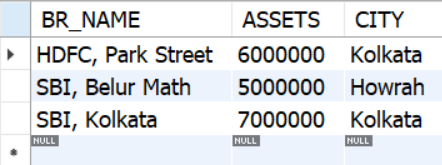 BR_NAME ASSETS CITY
HDFC, Park Street 6000000 Kolkata
SBI, Belur Math 5000000 Howrah
SBI, Kolkata 7000000 Kolkata
NULL NULL NULL